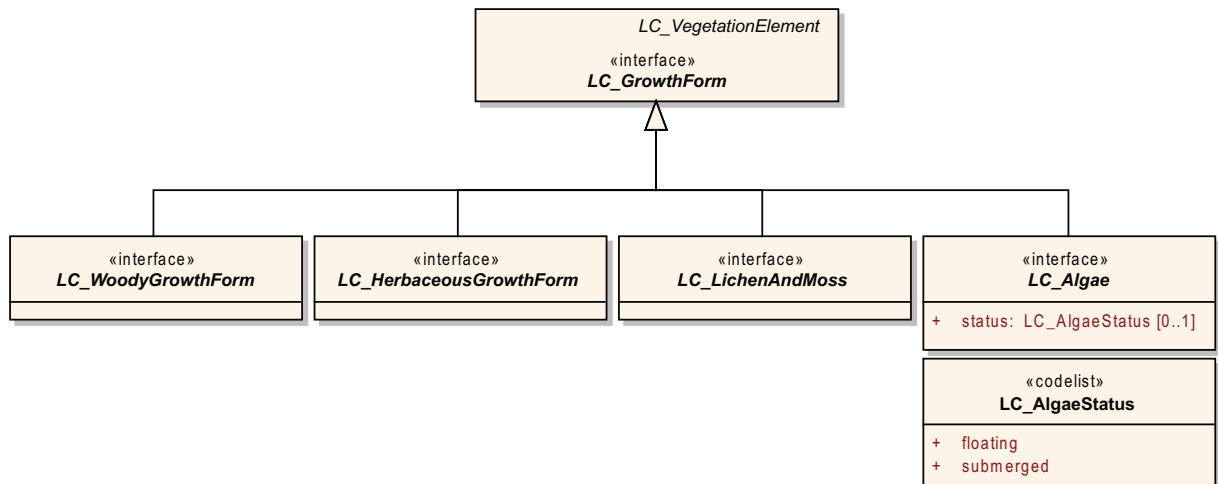 LC_VegetationElement
«interface»
LC_GrowthForm
«interface»
LC_WoodyGrowthForm
«interface»
LC_HerbaceousGrowthForm
«interface»
LC_LichenAndMoss
«interface»
LC_Algae
+ status: LC_AlgaeStatus [0..1]
«codelist»
LC_AlgaeStatus
+ floating
+ submerged